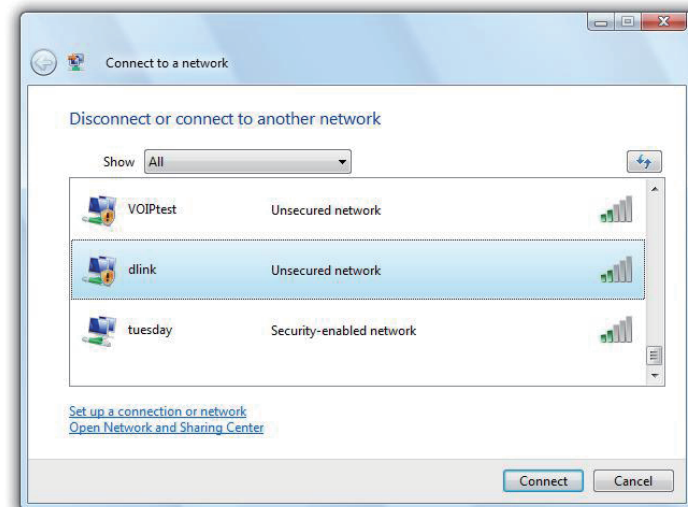 Connect to a network
Disconnect or connect to another network
Show All
VOIPtest Unsecured network
dlink Unsecured network
tuesday Security-enabled network
Set up a connection or network
Open Network and Sharing Center
Connect Cancel